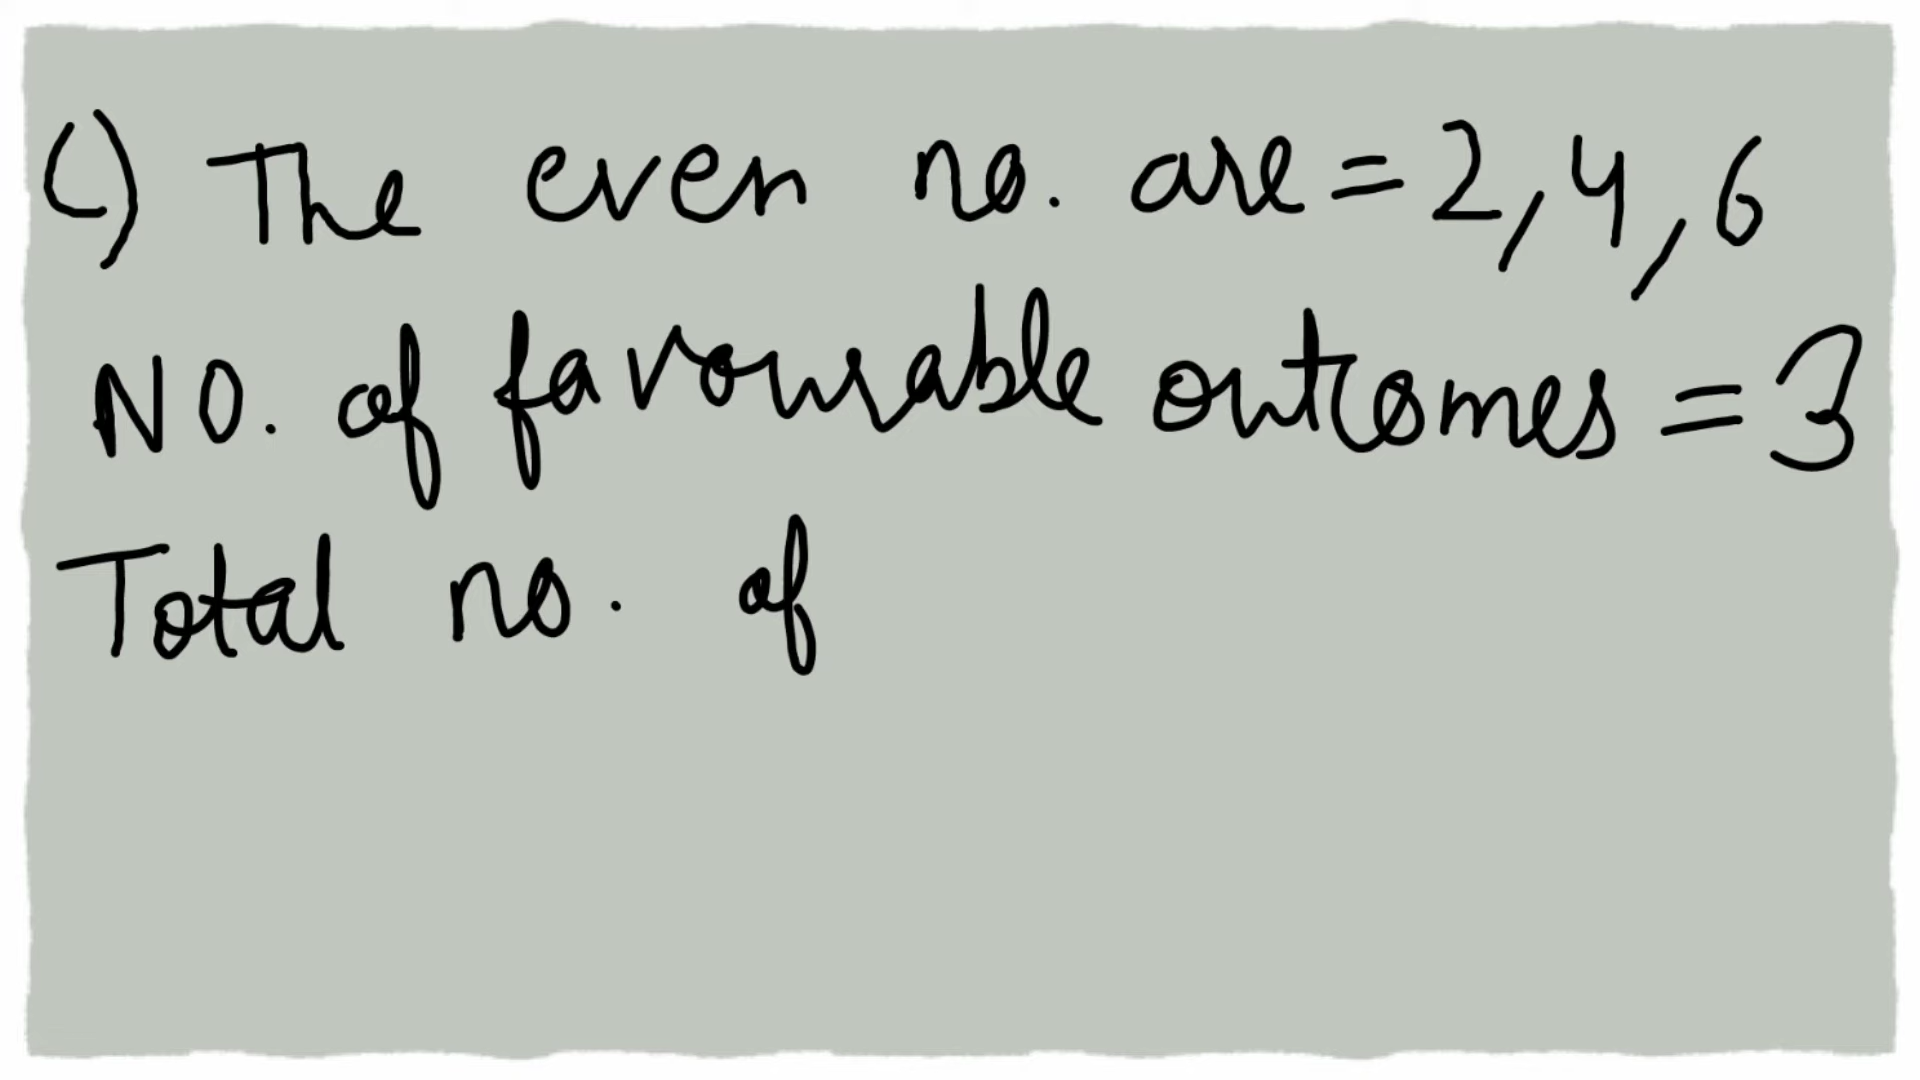 c) The even no. are = 2, 4, 6
No. of favourable outcomes = 3
Total no. of